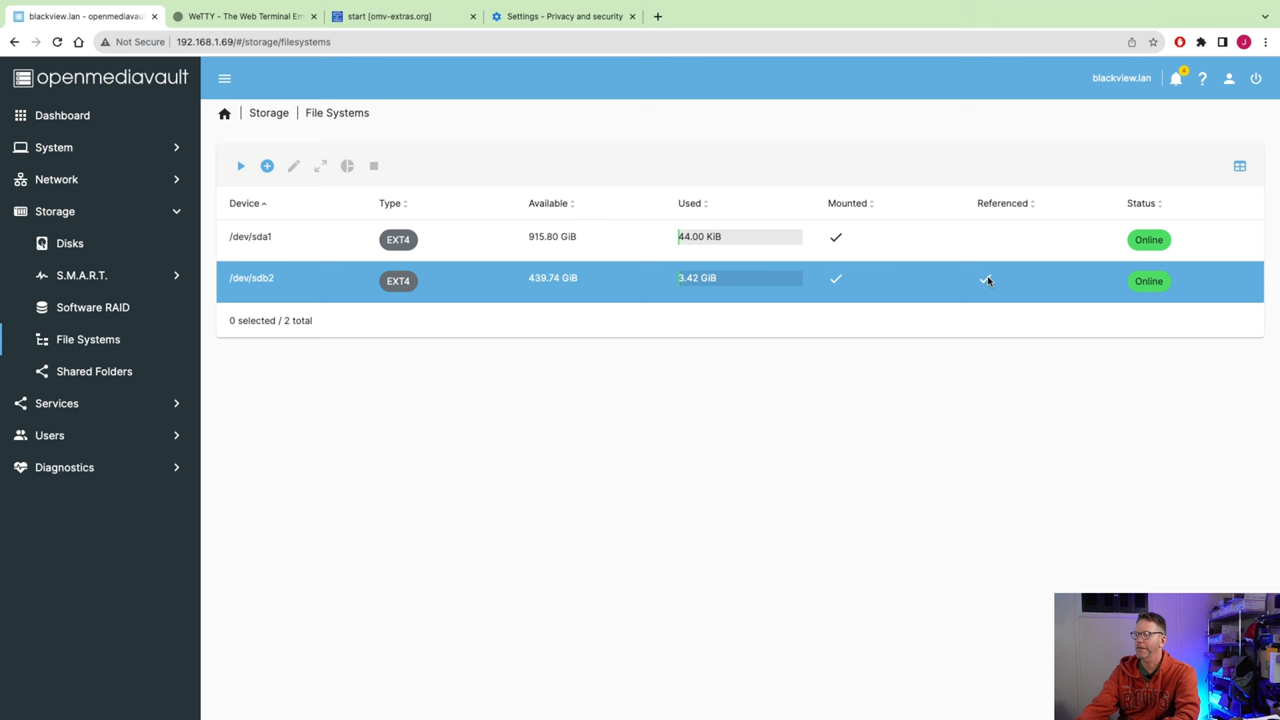 blackview.lan - openmediavau
WeTTY - The Web Terminal Em
start [omv-extras.org]
Settings - Privacy and security
Not Secure
192.168.1.69/#/storage/filesystems
J
openmediavault
blackview.lan
4
Dashboard
System
Network
Storage
Disks
S.M.A.R.T.
Software RAID
File Systems
Shared Folders
Services
Users
Diagnostics
Storage | File Systems
Device Type Available Used Mounted Referenced Status
/dev/sda1 EXT4 915.80 GiB 44.00 KiB Online
/dev/sdb2 EXT4 439.74 GiB 3.42 GiB Online
0 selected / 2 total